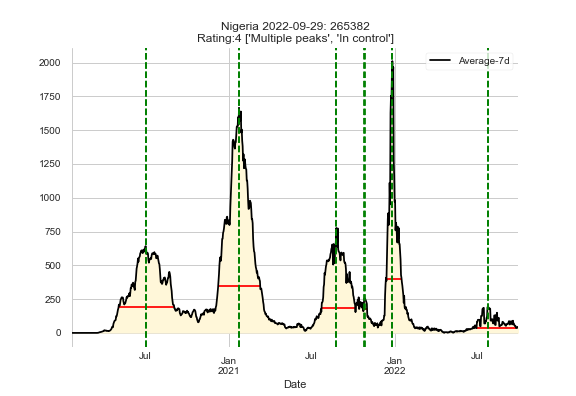 Nigeria 2022-09-29: 265382
Rating:4 ['Multiple peaks', 'In control']
Average-7d
2000
1750
1500
1250
1000
750
500
250
0
Jul
Jan
2021
Jul
Jan
2022
Jul
Date